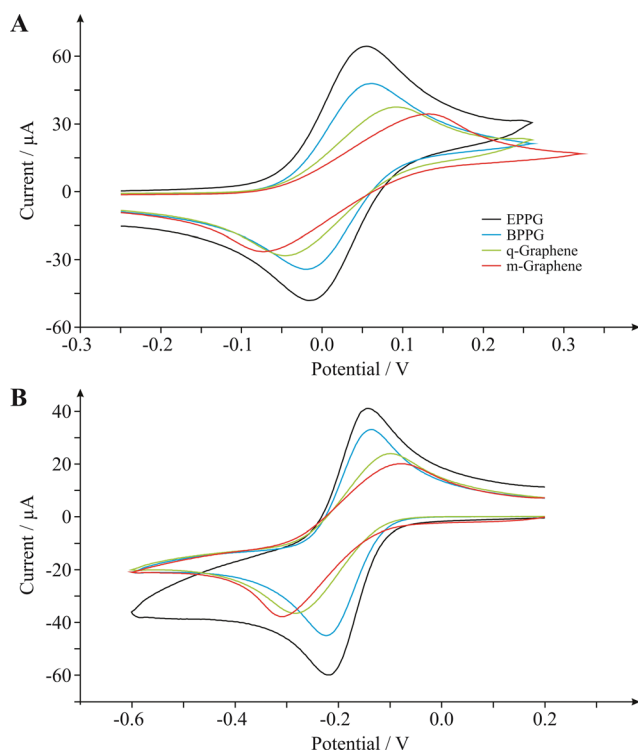 A
60
30
0
-30
-60
Current / μA
EPPG
BPPG
q-Graphene
m-Graphene
-0.3 -0.2 -0.1 0.0 0.1 0.2 0.3
Potential / V
B
40
20
0
-20
-40
-60
Current / μA
-0.6 -0.4 -0.2 0.0 0.2
Potential / V